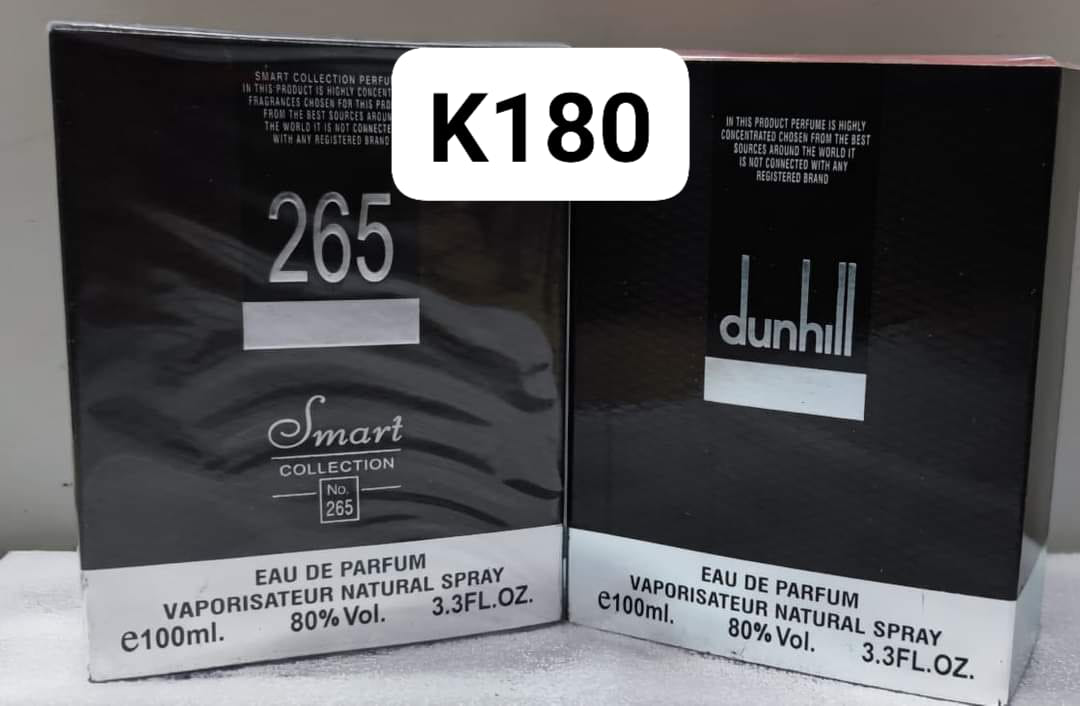 K180
SMART COLLECTION PERFU
IN THIS PRODUCT IS HIGHLY CONCENT
FRAGRANCES CHOSEN FOR THIS PRO
FROM THE BEST SOURCES AROUN
THE WORLD IT IS NOT CONNECTE
WITH ANY REGISTERED BRAND
265
Smart
COLLECTION
No.
265
EAU DE PARFUM
VAPORISATEUR NATURAL SPRAY
e100ml. 80% Vol. 3.3FL.OZ.
IN THIS PRODUCT PERFUME IS HIGHLY
CONCENTRATED CHOSEN FROM THE BEST
SOURCES AROUND THE WORLD IT
IS NOT CONNECTED WITH ANY
REGISTERED BRAND
dunhill
EAU DE PARFUM
VAPORISATEUR NATURAL SPRAY
e100ml. 80% Vol. 3.3FL.OZ.